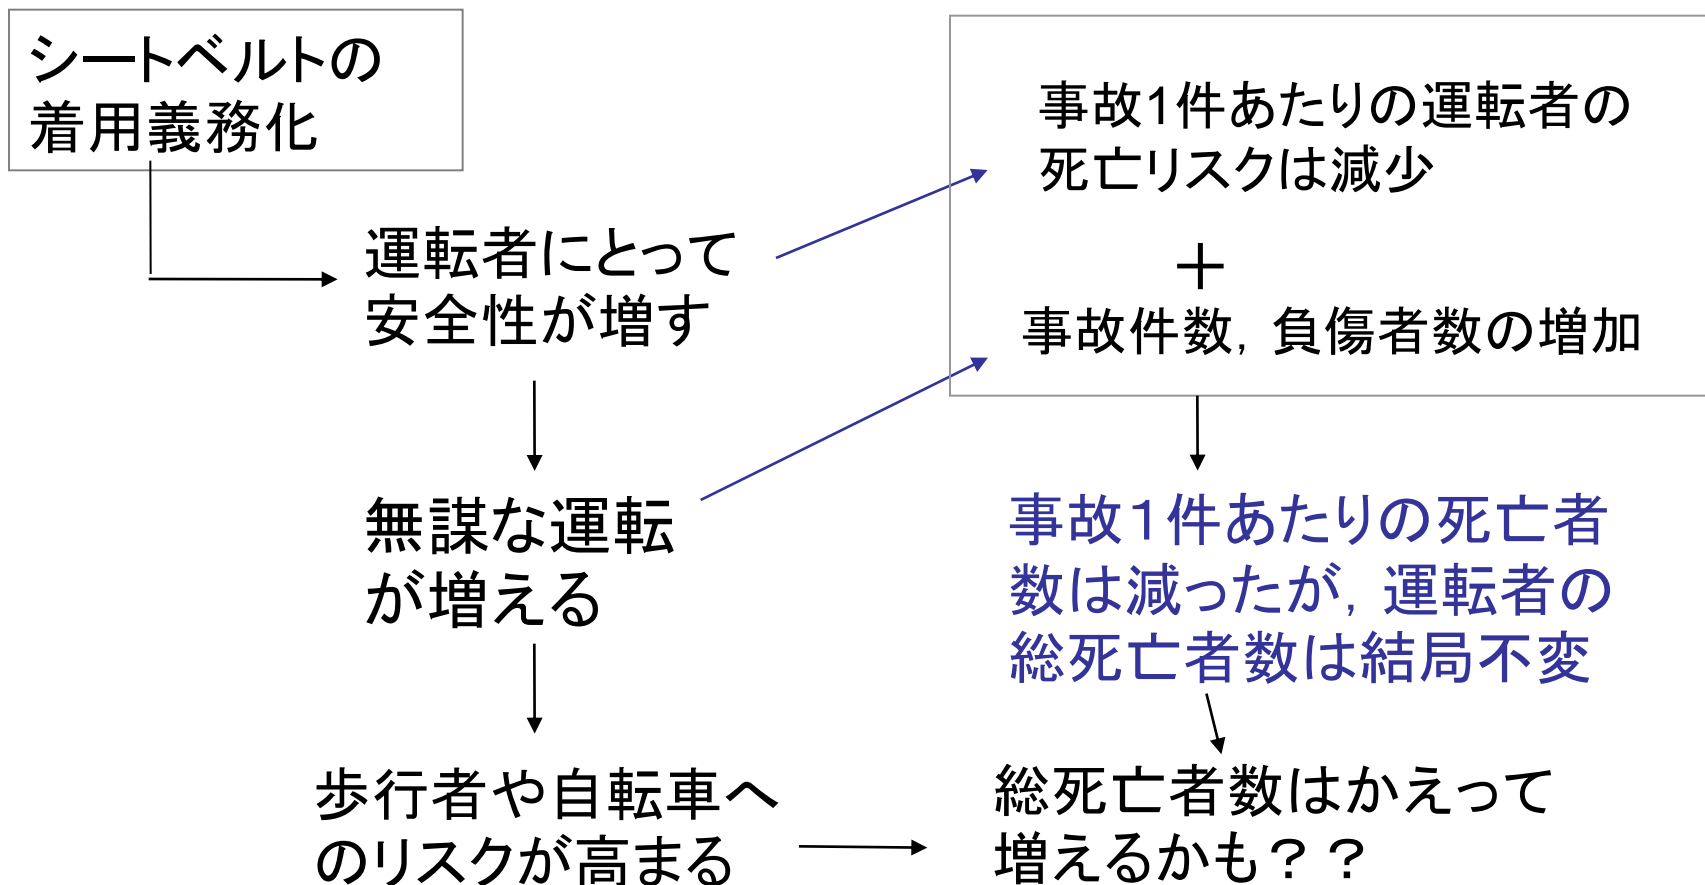 シートベルトの
着用義務化
運転者にとって
安全性が増す
無謀な運転
が増える
歩行者や自転車へ
のリスクが高まる
事故1件あたりの運転者の
死亡リスクは減少
＋
事故件数，負傷者数の増加
事故1件あたりの死亡者
数は減ったが，運転者の
総死亡者数は結局不変
総死亡者数はかえって
増えるかも？？